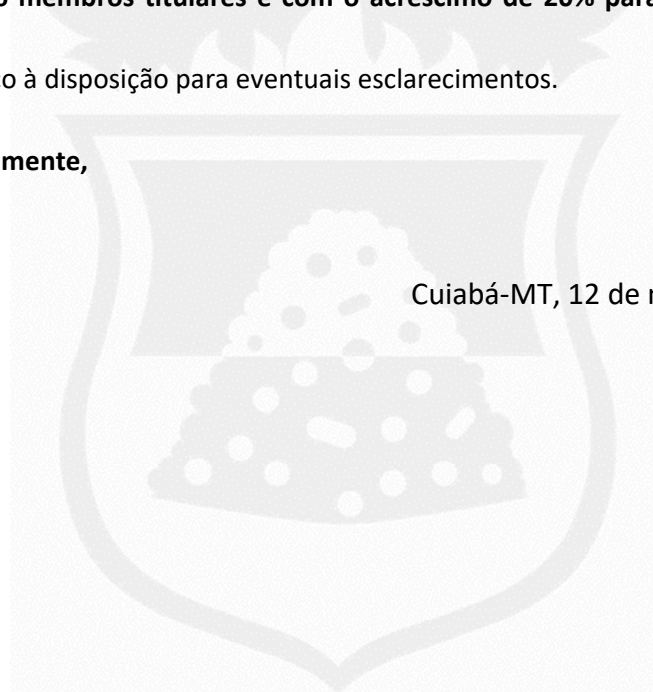 membros titulares e com o acréscimo de 20% para
à disposição para eventuais esclarecimentos.
mente,
Cuiabá-MT, 12 de